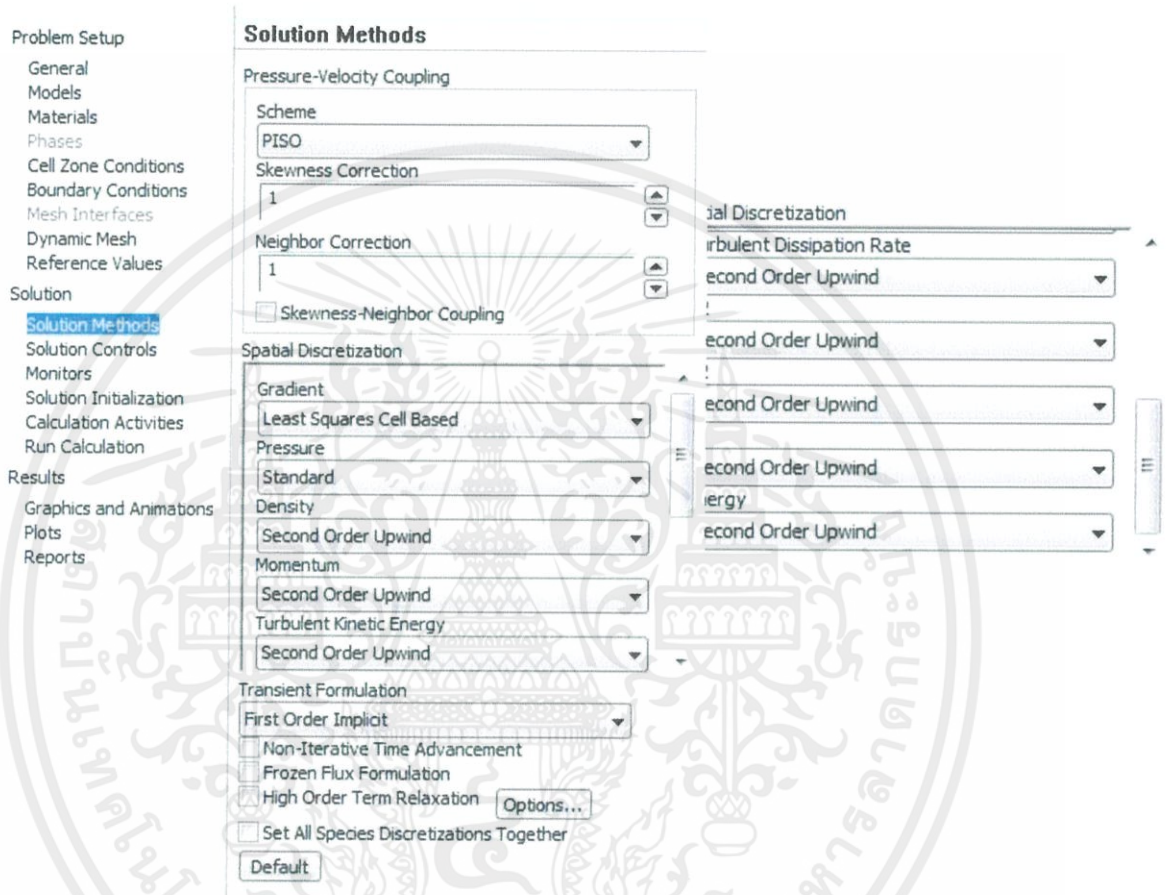 Problem Setup
General
Models
Materials
Phases
Cell Zone Conditions
Boundary Conditions
Mesh Interfaces
Dynamic Mesh
Reference Values
Solution
Solution Methods
Solution Controls
Monitors
Solution Initialization
Calculation Activities
Run Calculation
Results
Graphics and Animations
Plots
Reports
Solution Methods
Pressure-Velocity Coupling
Scheme
PISO
Skewness Correction
1
Neighbor Correction
1
Skewness-Neighbor Coupling
Spatial Discretization
Gradient
Least Squares Cell Based
Pressure
Standard
Density
Second Order Upwind
Momentum
Second Order Upwind
Turbulent Kinetic Energy
Second Order Upwind
Transient Formulation
First Order Implicit
Non-Iterative Time Advancement
Frozen Flux Formulation
High Order Term Relaxation Options...
Set All Species Discretizations Together
Default
tial Discretization
urbulent Dissipation Rate
econd Order Upwind
econd Order Upwind
econd Order Upwind
econd Order Upwind
ergy
econd Order Upwind